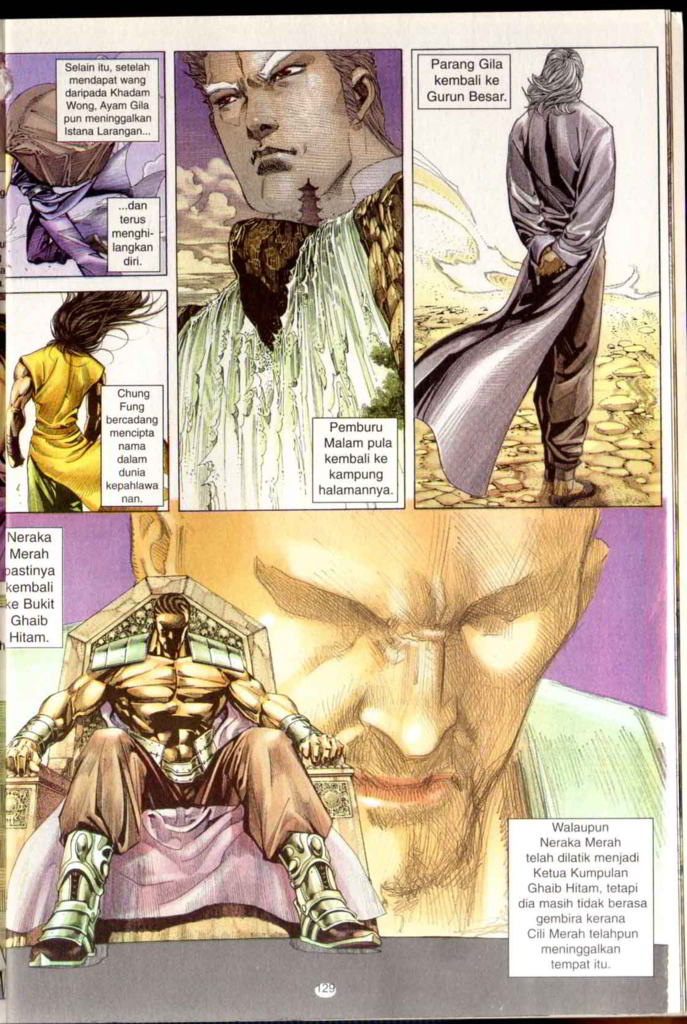 Selain itu, setelah
mendapat wang
daripada Khadam
Wong, Ayam Gila
pun meninggalkan
Istana Larangan...
...dan
terus
menghi-
langkan
diri.
Pemburu
Malam pula
kembali ke
kampung
halamannya.
Parang Gila
kembali ke
Gurun Besar.
Chung
Fung
bercadang
mencipta
nama
dalam
dunia
kepahlawa
nan.
Neraka
Merah
pastinya
kembali
ke Bukit
Ghaib
Hitam.
Walaupun
Neraka Merah
telah dilatik menjadi
Ketua Kumpulan
Ghaib Hitam, tetapi
dia masih tidak berasa
gembira kerana
Cili Merah telahpun
meninggalkan
tempat itu.
129